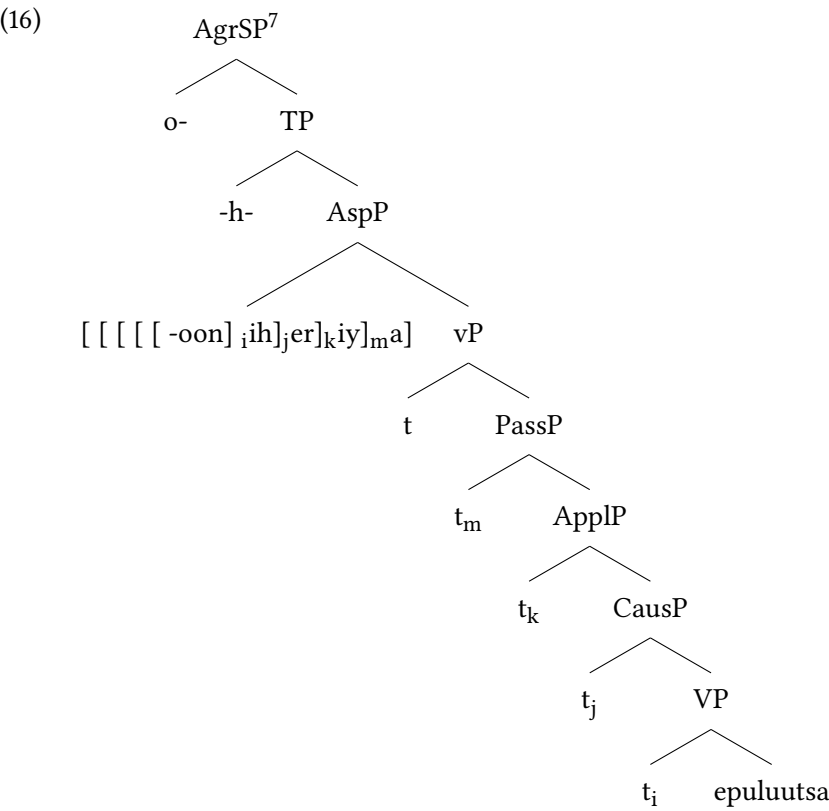 (16)
AgrSP⁷
o- TP
-h- AspP
[ [ [ [ [ -oon] ᵢih]ⱼer]ₖiy]ₘa] vP
t PassP
tₘ ApplP
tₖ CausP
tⱼ VP
tᵢ epuluutsa